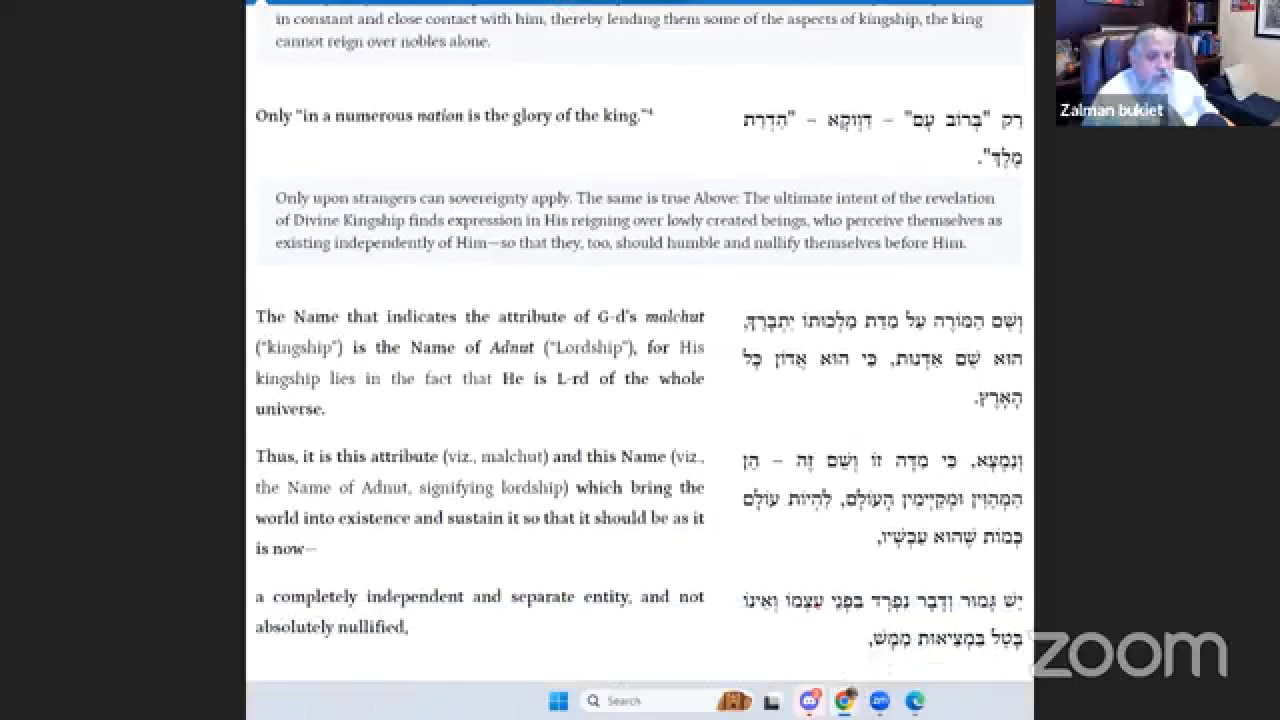 in constant and close contact with him, thereby lending them some of the aspects of kingship, the king
cannot reign over nobles alone.
Zalman bukiet
Only "in a numerous nation is the glory of the king."⁴
רַק "בְּרוֹב עָם" – דַּוְוקָא – "הַדְרַת
מֶלֶךְ".
Only upon strangers can sovereignty apply. The same is true Above: The ultimate intent of the revelation
of Divine Kingship finds expression in His reigning over lowly created beings, who perceive themselves as
existing independently of Him—so that they, too, should humble and nullify themselves before Him.
The Name that indicates the attribute of G-d's malchut
("kingship") is the Name of Adnut ("Lordship"), for His
kingship lies in the fact that He is L-rd of the whole
universe.
וְשֵׁם הַמּוֹרֶה עַל מִדַּת מַלְכוּתוֹ יִתְבָּרֵךְ,
הוּא שֵׁם אַדְנוּת, כִּי הוּא אֲדוֹן כָּל
הָאָרֶץ.
Thus, it is this attribute (viz., malchut) and this Name (viz.,
the Name of Adnut, signifying lordship) which bring the
world into existence and sustain it so that it should be as it
is now—
וְנִמְצָא, כִּי מִדָּה זוֹ וְשֵׁם זֶה – הֵן
הַמְהַוִּין וּמְקַיְּימִין הָעוֹלָם, לִהְיוֹת עוֹלָם
כְּמוֹת שֶׁהוּא עַכְשָׁיו,
a completely independent and separate entity, and not
absolutely nullified,
יֵשׁ גָּמוּר וְדָבָר נִפְרָד בִּפְנֵי עַצְמוֹ וְאֵינוֹ
בָּטֵל בִּמְצִיאוּת מַמָּשׁ,
zoom
Search